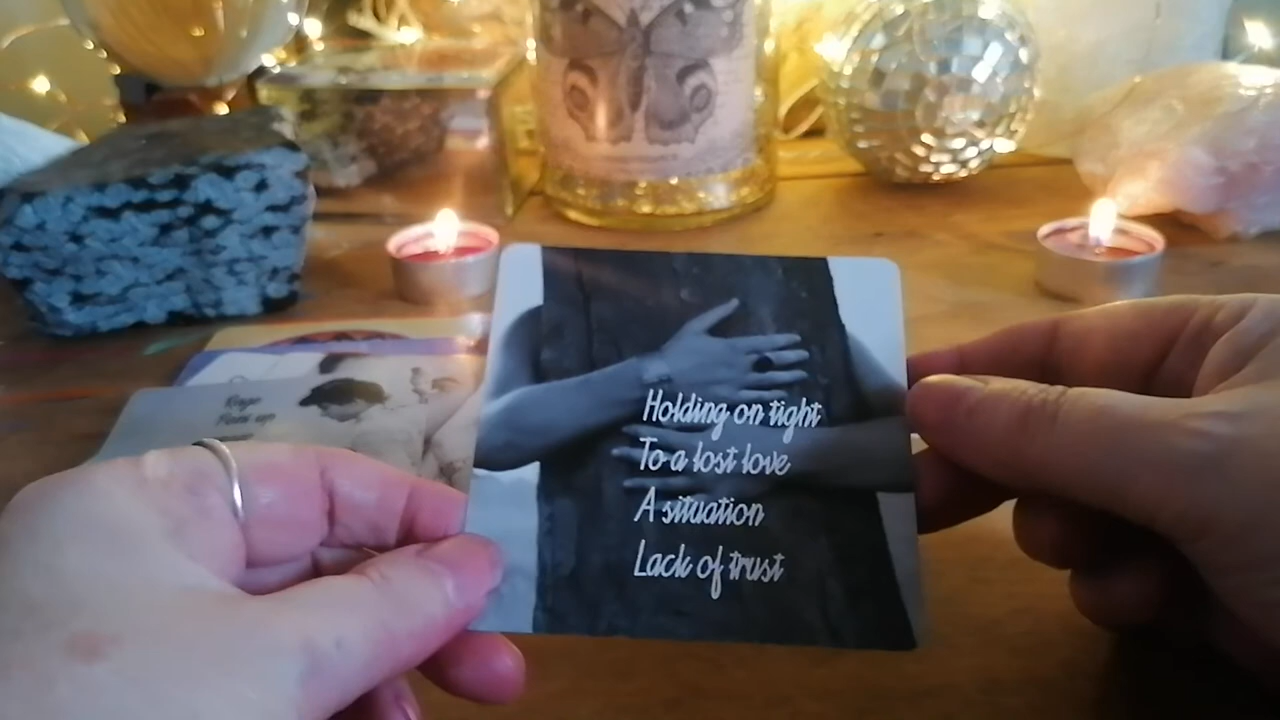 Holding on tight
To a lost love
A situation
Lack of trust